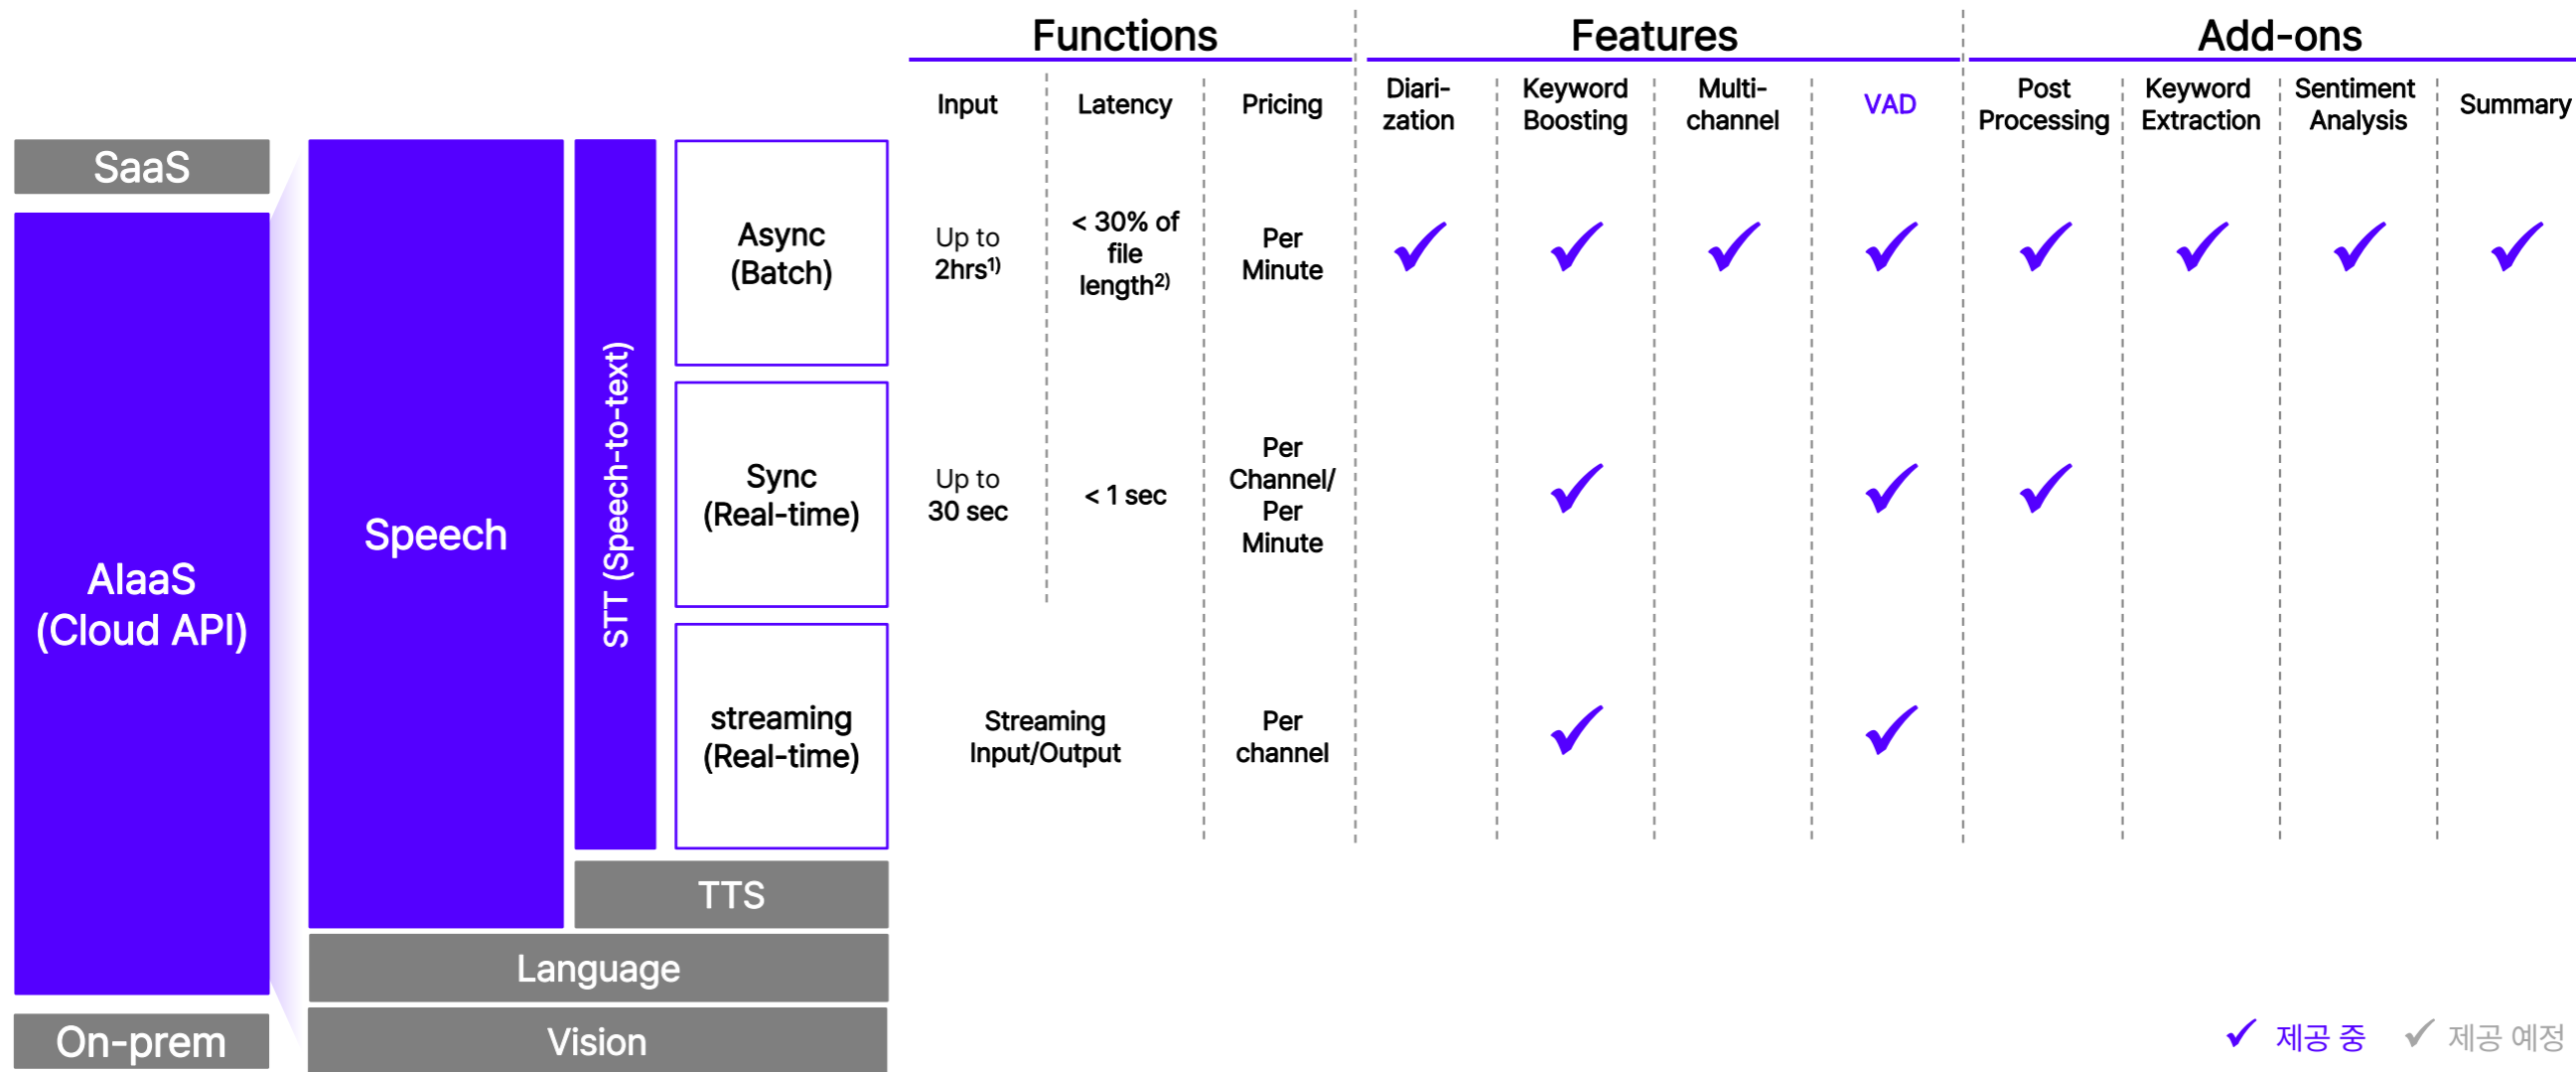 Functions
Features
Add-ons
Input
Latency
Pricing
Diari-
zation
Keyword
Boosting
Multi-
channel
VAD
Post
Processing
Keyword
Extraction
Sentiment
Analysis
Summary
SaaS
AIaaS
(Cloud API)
On-prem
Speech
STT (Speech-to-text)
Async
(Batch)
Up to
2hrs¹⁾
< 30% of
file
length²⁾
Per
Minute
Sync
(Real-time)
Up to
30 sec
< 1 sec
Per
Channel/
Per
Minute
streaming
(Real-time)
Streaming
Input/Output
Per
channel
TTS
Language
Vision
제공 중
제공 예정